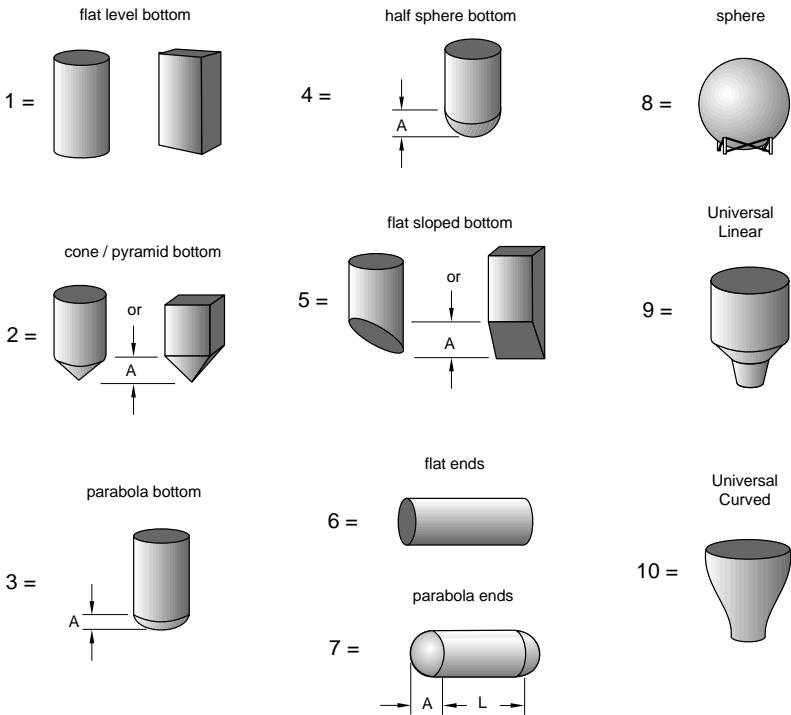 flat level bottom
1 =
cone / pyramid bottom
or
2 =
A
parabola bottom
3 =
A
half sphere bottom
4 =
A
flat sloped bottom
or
5 =
A
flat ends
6 =
parabola ends
7 =
A
L
sphere
8 =
Universal
Linear
9 =
Universal
Curved
10 =